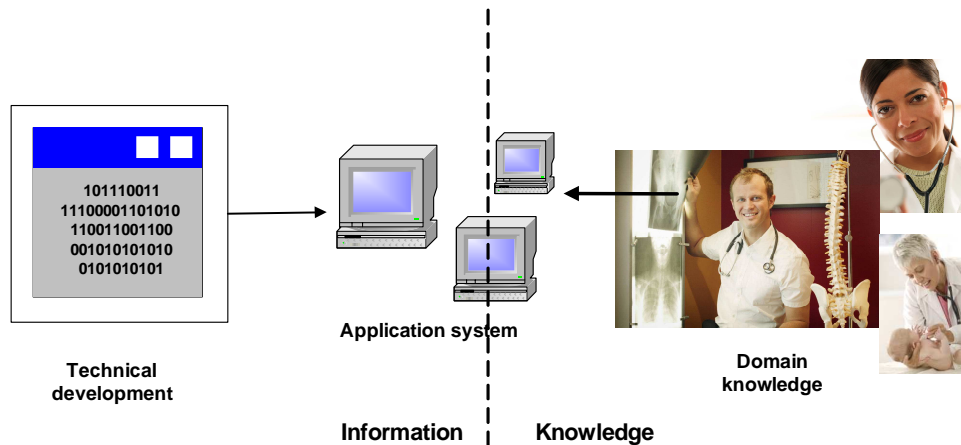 101110011
11100001101010
110011001100
001010101010
0101010101
Application system
Technical
development
Domain
knowledge
Information
Knowledge